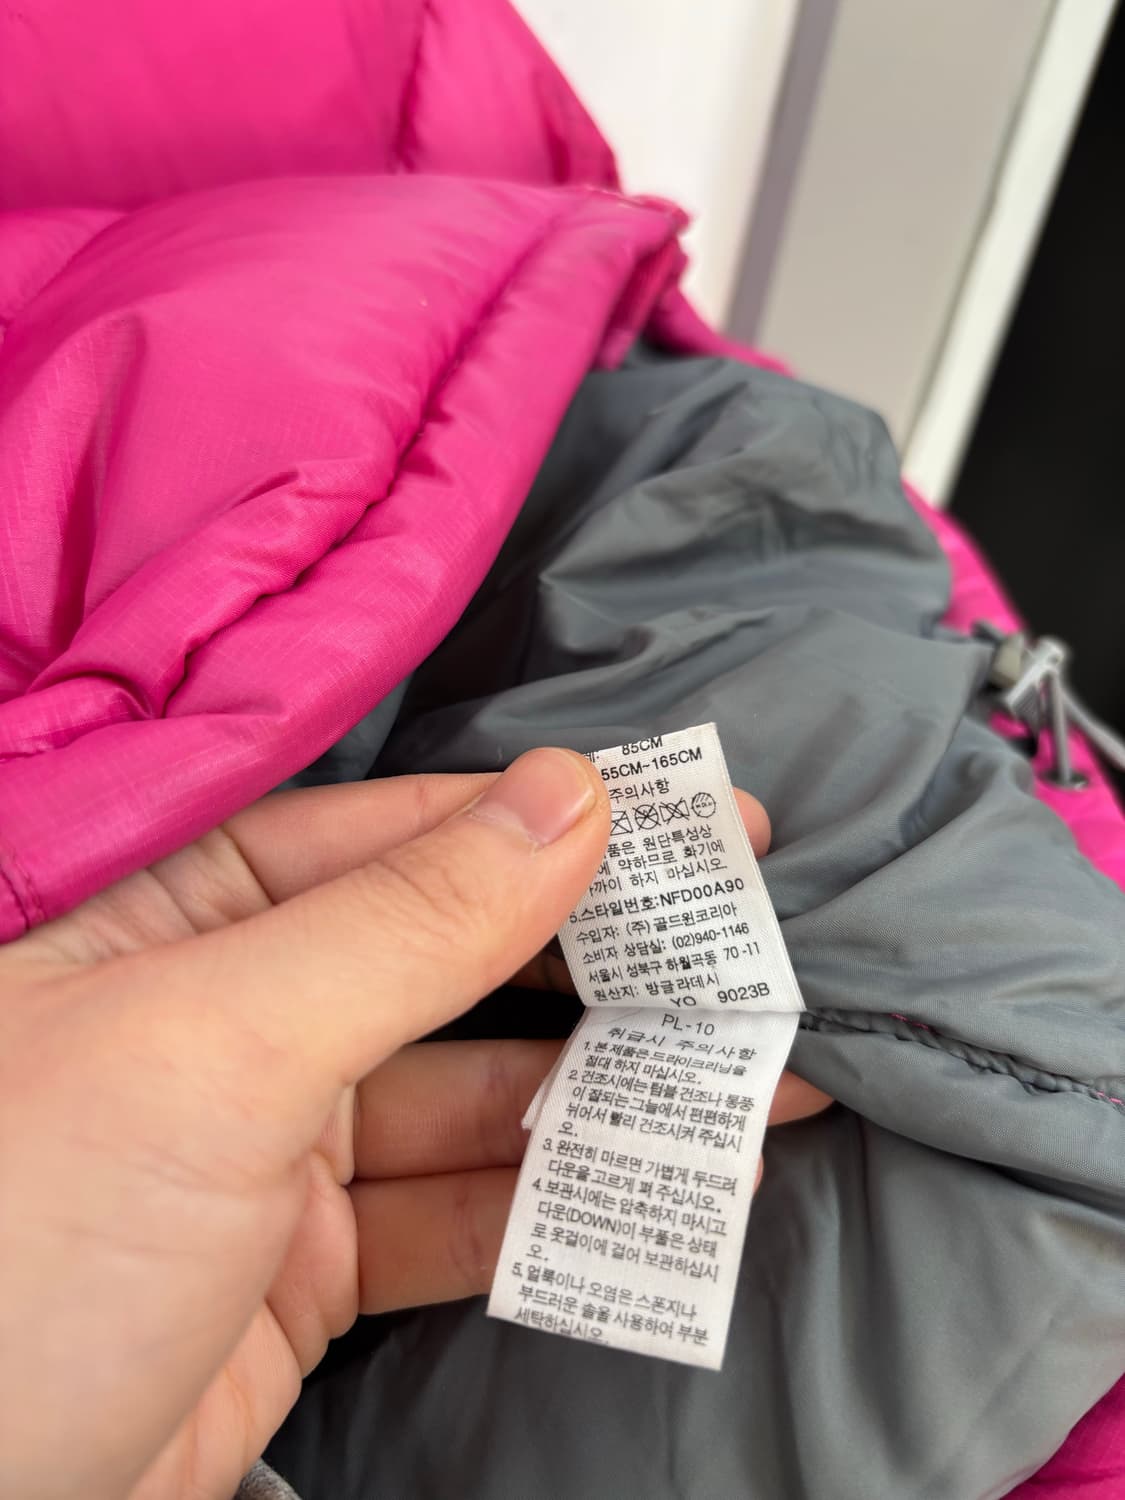 85CM
55CM~165CM
주의사항
품은 원단특성상
에 약하므로 화기에
까이 하지 마십시오
6.스타일번호:NFD00A90
수입자: (주)골드윈코리아
소비자 상담실: (02)940-1146
서울시 성북구 하월곡동 70-11
원산지: 방글라데시
YO 9023B
PL-10
취급시 주의사항
1. 본 제품은 드라이크리닝을
절대 하지 마십시오.
2. 건조시에는 텀블 건조나 통풍
이 잘되는 그늘에서 편편하게
뉘어서 빨리 건조시켜 주십시
오.
3. 완전히 마르면 가볍게 두드려
다운을 고르게 펴 주십시오.
4. 보관시에는 압축하지 마시고
다운(DOWN)이 부풀은 상태
로 옷걸이에 걸어 보관하십시
오.
5. 얼룩이나 오염은 스폰지나
부드러운 솔을 사용하여 부분
세탁하십시오.